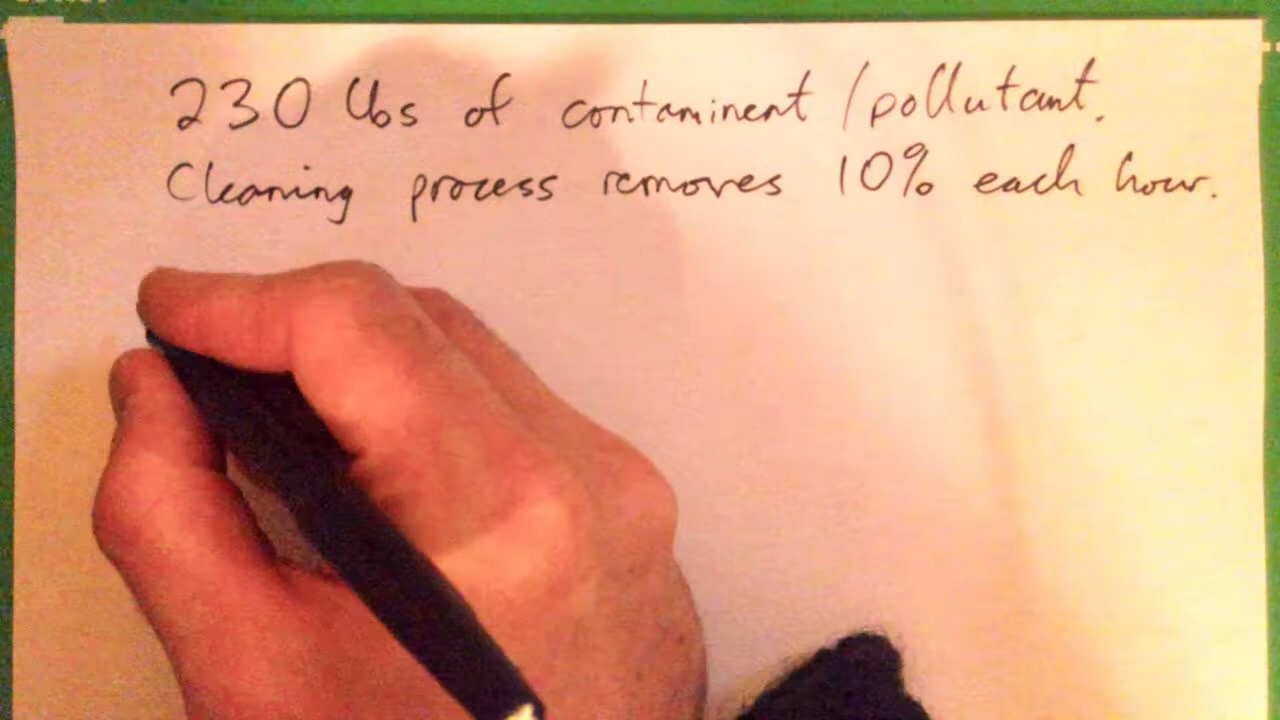 230 lbs of contaminent / pollutant.
Cleaning process removes 10% each hour.